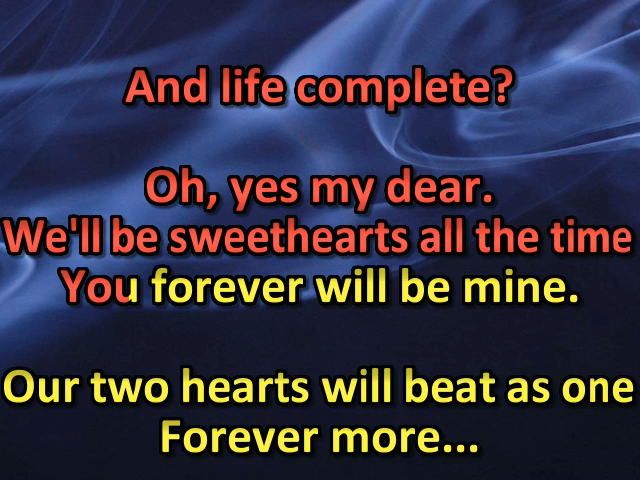 And life complete?
Oh, yes my dear.
We'll be sweethearts all the time
You forever will be mine.
Our two hearts will beat as one
Forever more...